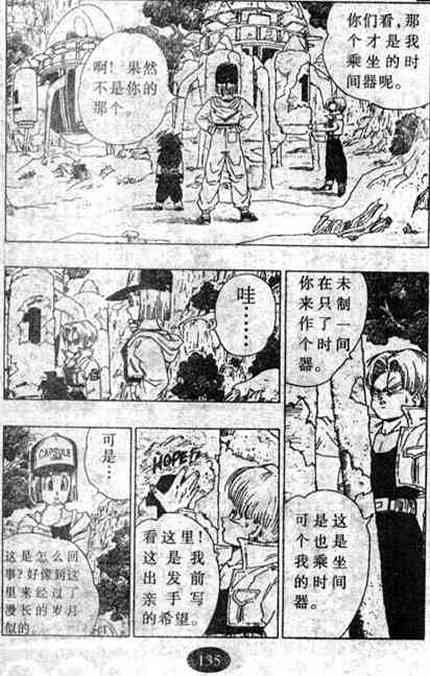 你们看,那
个才是我
乘坐的时
间器呢。
啊! 果然
不是你的
那个。
你在未
来只制
作了一
个时间
器。
可是这
个也是
我乘坐
的时间
器。
哇……
HOPE!!
看这里!
这是我
出发前
亲手写
的希望。
可是…
CAPSULE
这是怎么回
事?好像到这
里来经过了
漫长的岁月
似的。
135